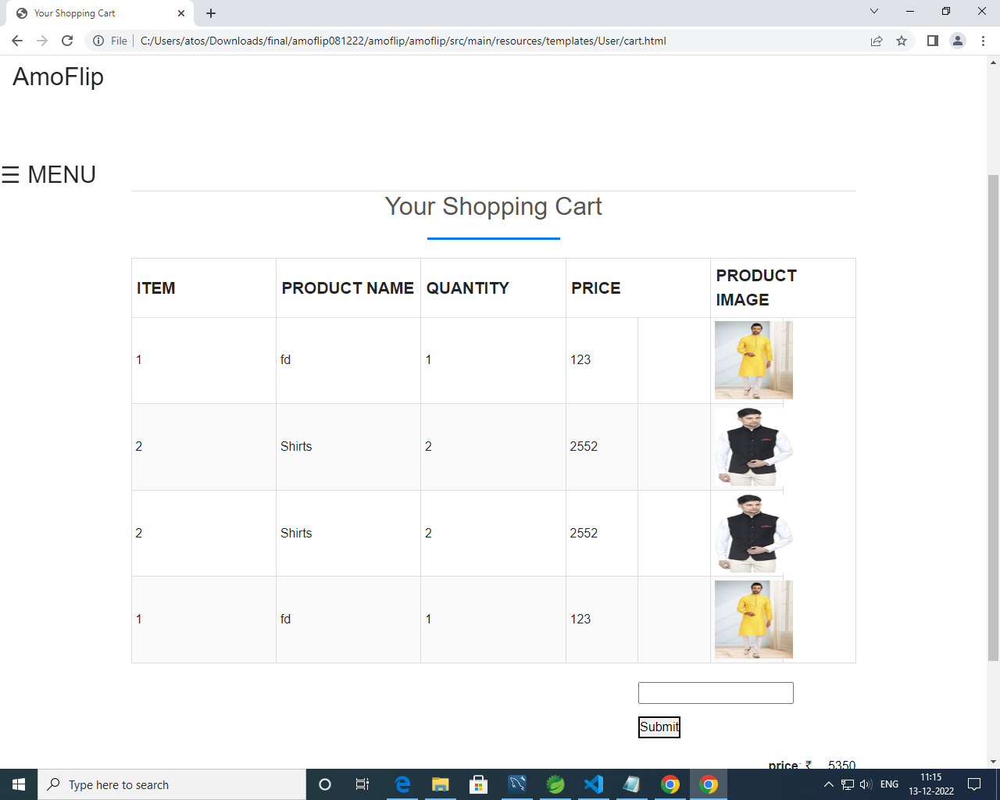 Your Shopping Cart
File C:/Users/atos/Downloads/final/amoflip081222/amoflip/amoflip/src/main/resources/templates/User/cart.html
AmoFlip
☰ MENU
Your Shopping Cart
ITEM PRODUCT NAME QUANTITY PRICE PRODUCT IMAGE
1 fd 1 123
2 Shirts 2 2552
2 Shirts 2 2552
1 fd 1 123
Submit
price: ₹ 5350
Type here to search
ENG
11:15
13-12-2022